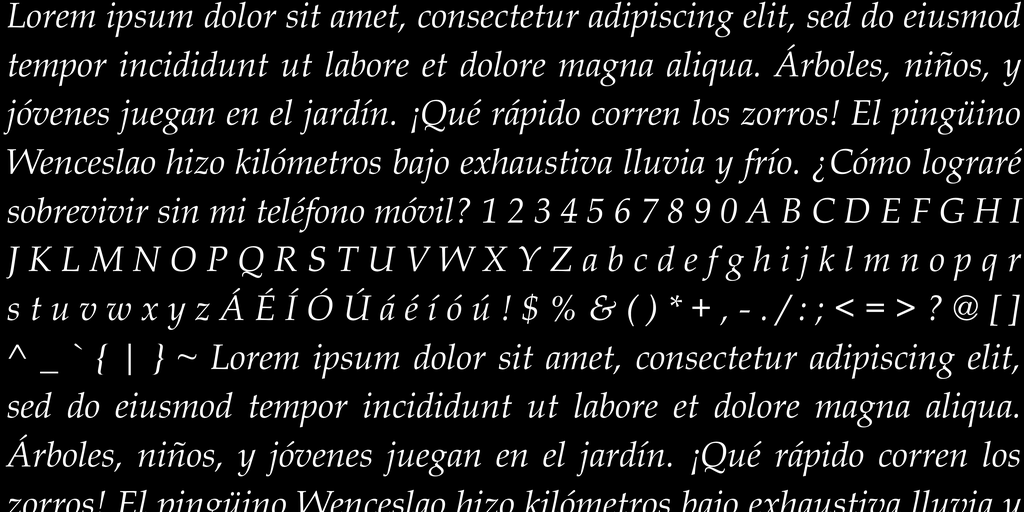 Lorem ipsum dolor sit amet, consectetur adipiscing elit, sed do eiusmod
tempor incididunt ut labore et dolore magna aliqua. Árboles, niños, y
jóvenes juegan en el jardín. ¡Qué rápido corren los zorros! El pingüino
Wenceslao hizo kilómetros bajo exhaustiva lluvia y frío. ¿Cómo lograré
sobrevivir sin mi teléfono móvil? 1 2 3 4 5 6 7 8 9 0 A B C D E F G H I
J K L M N O P Q R S T U V W X Y Z a b c d e f g h i j k l m n o p q r
s t u v w x y z Á É Í Ó Ú á é í ó ú ! $ % & ( ) * + , - . / : ; < = > ? @ [ ]
^ _ ` { | } ~ Lorem ipsum dolor sit amet, consectetur adipiscing elit,
sed do eiusmod tempor incididunt ut labore et dolore magna aliqua.
Árboles, niños, y jóvenes juegan en el jardín. ¡Qué rápido corren los
zorros! El pingüino Wenceslao hizo kilómetros bajo exhaustiva lluvia y